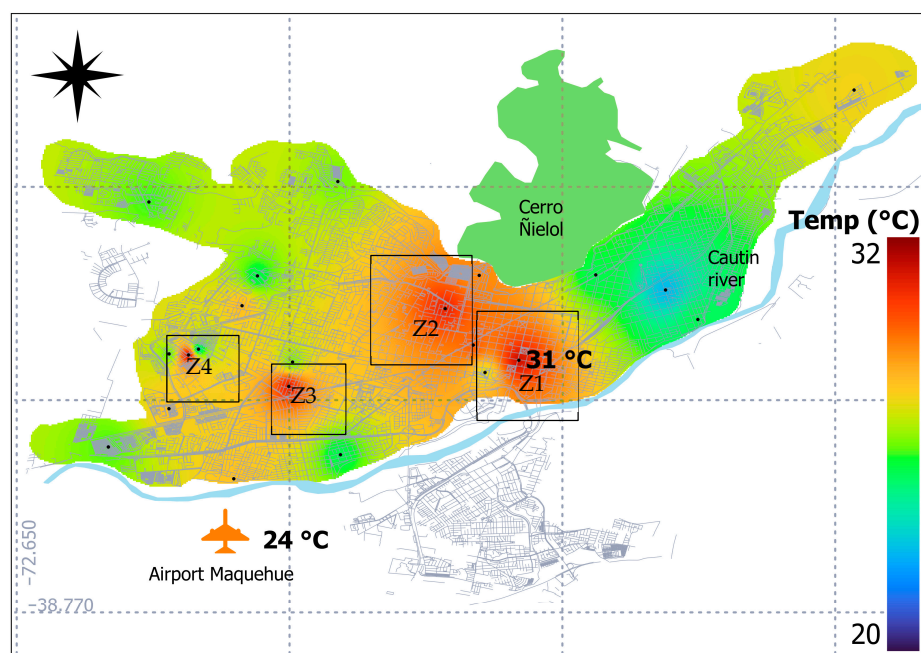 Cerro
Ñielol
Temp (°C)
32
Cautin
river
Z2
31 °C
Z1
Z4
Z3
24 °C
Airport Maquehue
−72.650
−38.770
20